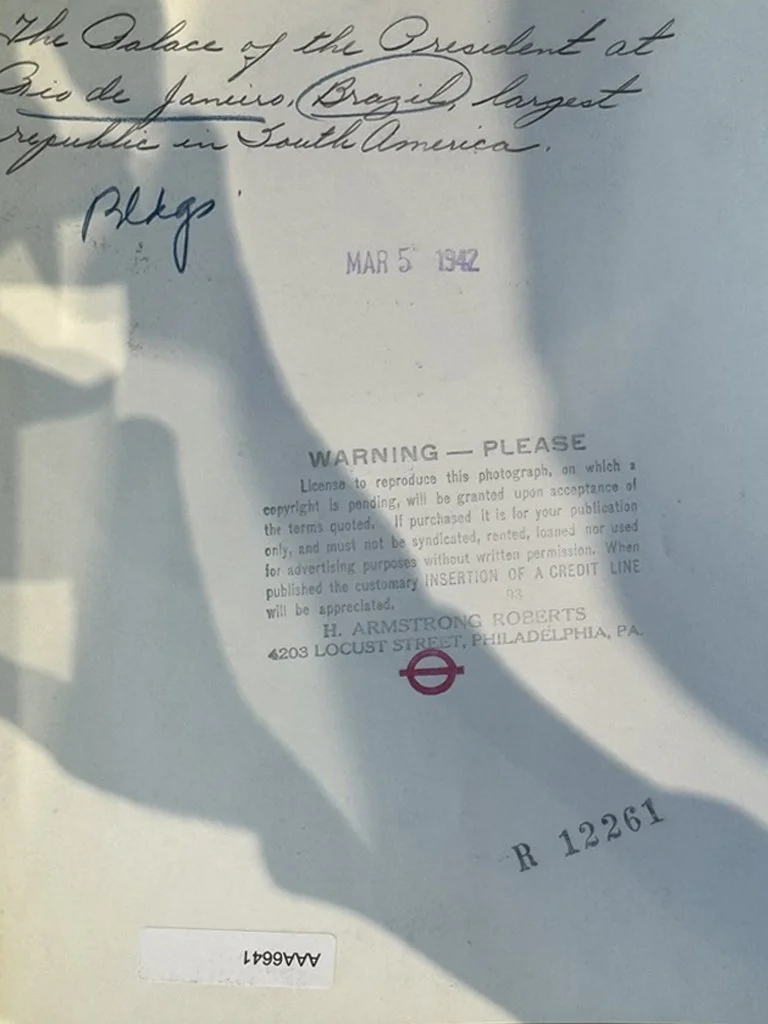 The Palace of the President at
Rio de Janeiro, Brazil, largest
republic in South America.
Bldgs
MAR 5 1942
WARNING — PLEASE
License to reproduce this photograph, on which a
copyright is pending, will be granted upon acceptance of
the terms quoted. If purchased it is for your publication
only, and must not be syndicated, rented, loaned nor used
for advertising purposes without written permission. When
published the customary INSERTION OF A CREDIT LINE
will be appreciated. 93
H. ARMSTRONG ROBERTS
4203 LOCUST STREET, PHILADELPHIA, PA.
R 12261
AAA6641